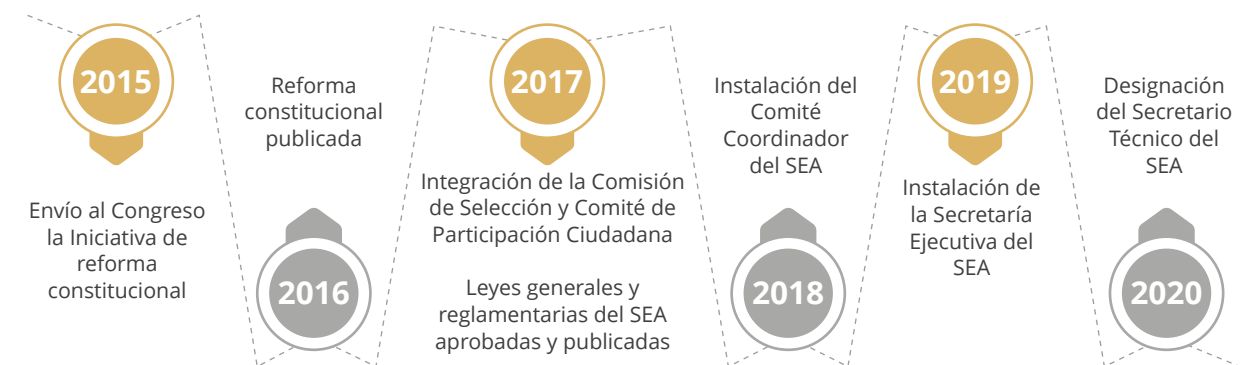 2015
Envío al Congreso
la Iniciativa de
reforma
constitucional
Reforma
constitucional
publicada
2016
2017
Integración de la Comisión
de Selección y Comité de
Participación Ciudadana
Leyes generales y
reglamentarias del SEA
aprobadas y publicadas
Instalación del
Comité
Coordinador
del SEA
2018
2019
Instalación de
la Secretaría
Ejecutiva del
SEA
Designación
del Secretario
Técnico del
SEA
2020